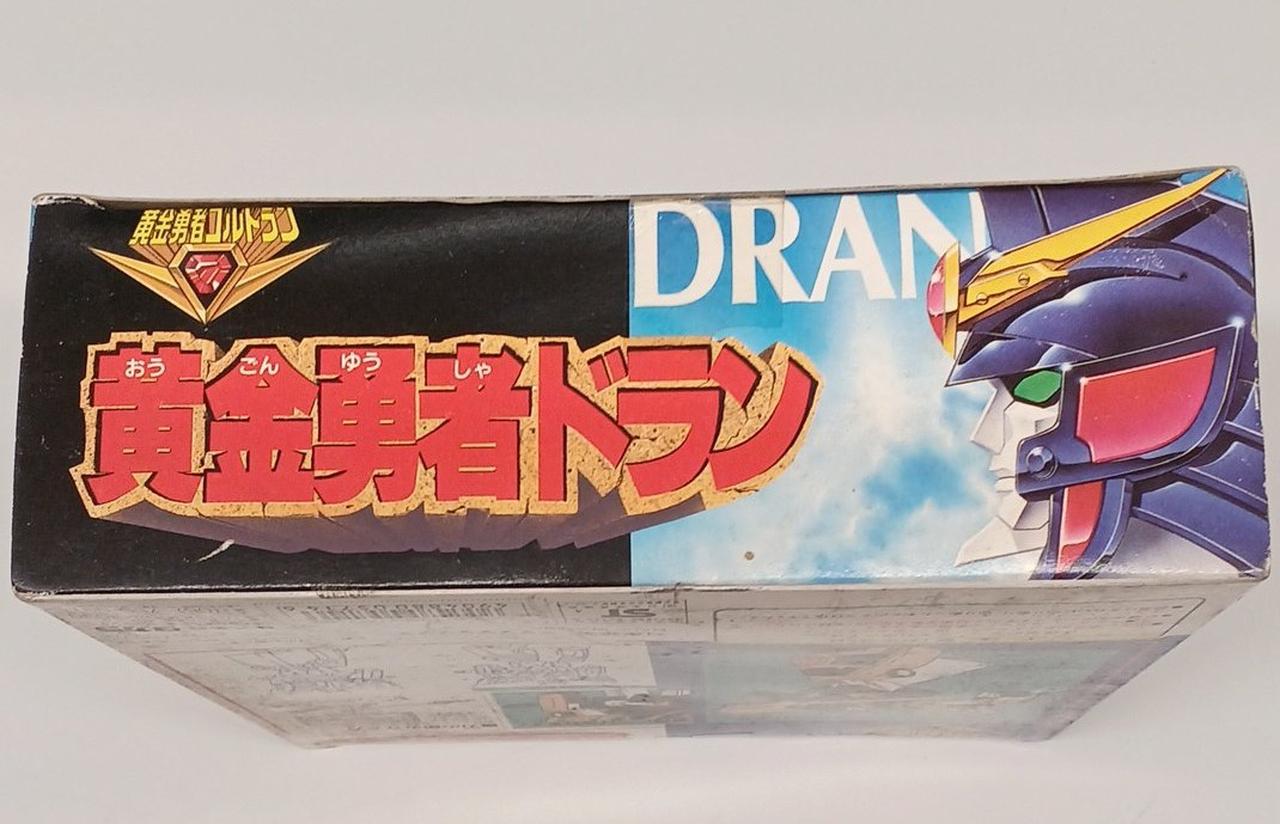 黄金勇者ゴルドラン
DRAN
おう ごん ゆう しゃ
黄金勇者ドラン
ST